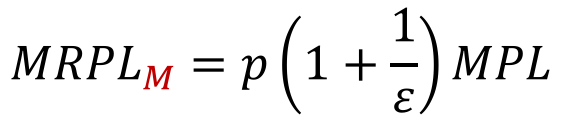 MRPL_M = p (1 + 1/ε) MPL